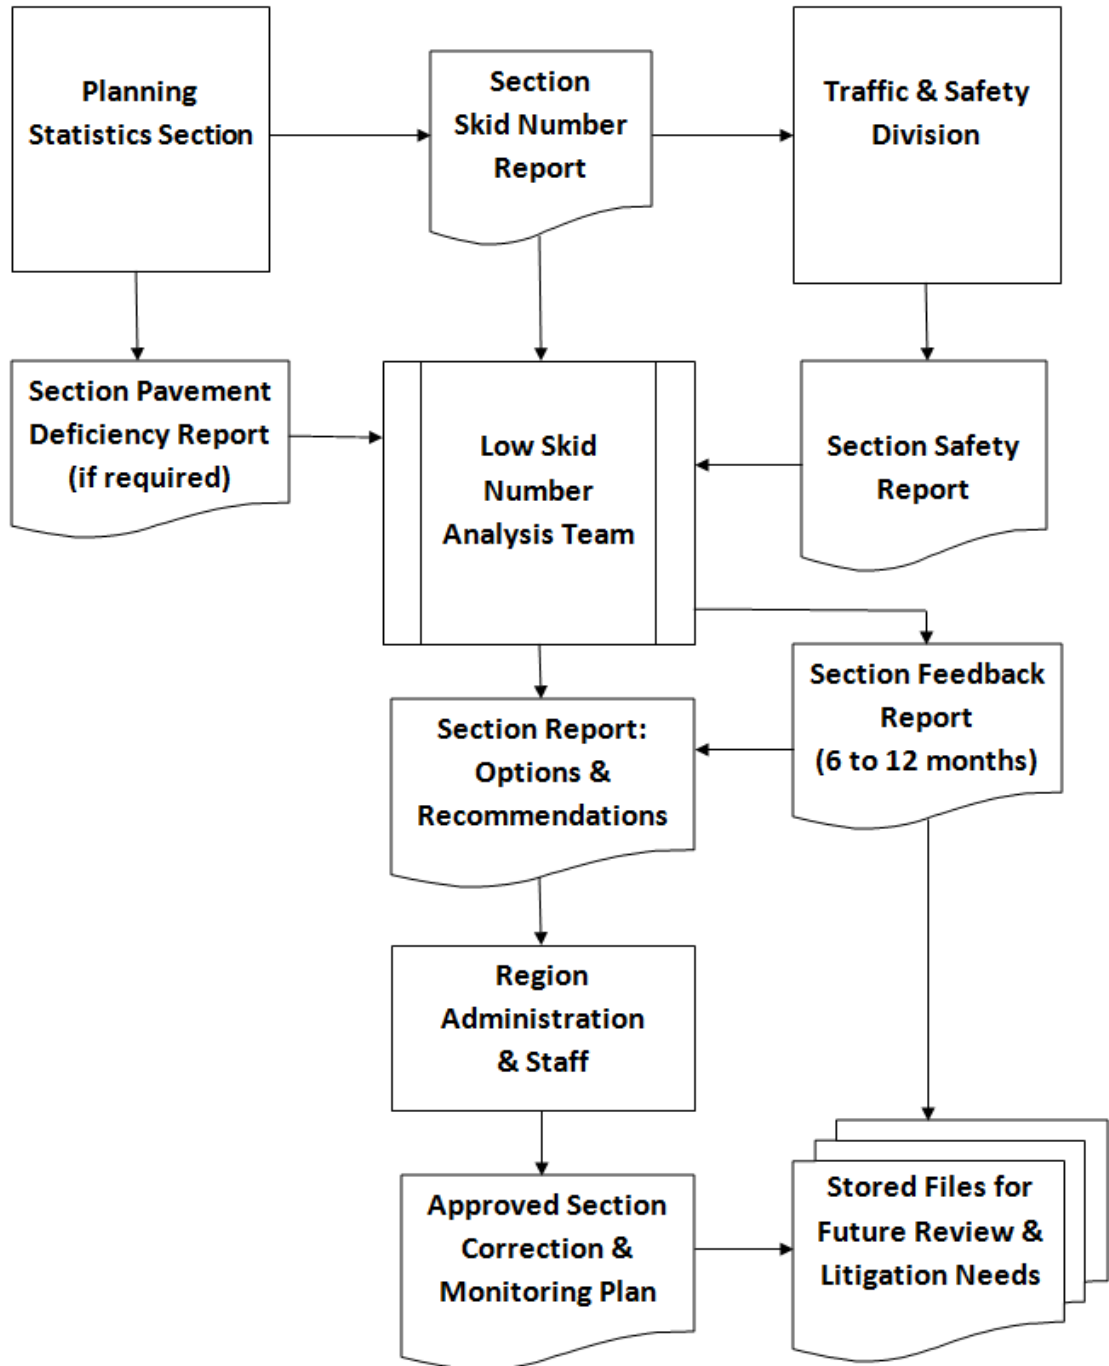 Planning
Statistics Section
Section
Skid Number
Report
Traffic & Safety
Division
Section Pavement
Deficiency Report
(if required)
Low Skid
Number
Analysis Team
Section Safety
Report
Section Feedback
Report
(6 to 12 months)
Section Report:
Options &
Recommendations
Region
Administration
& Staff
Approved Section
Correction &
Monitoring Plan
Stored Files for
Future Review &
Litigation Needs